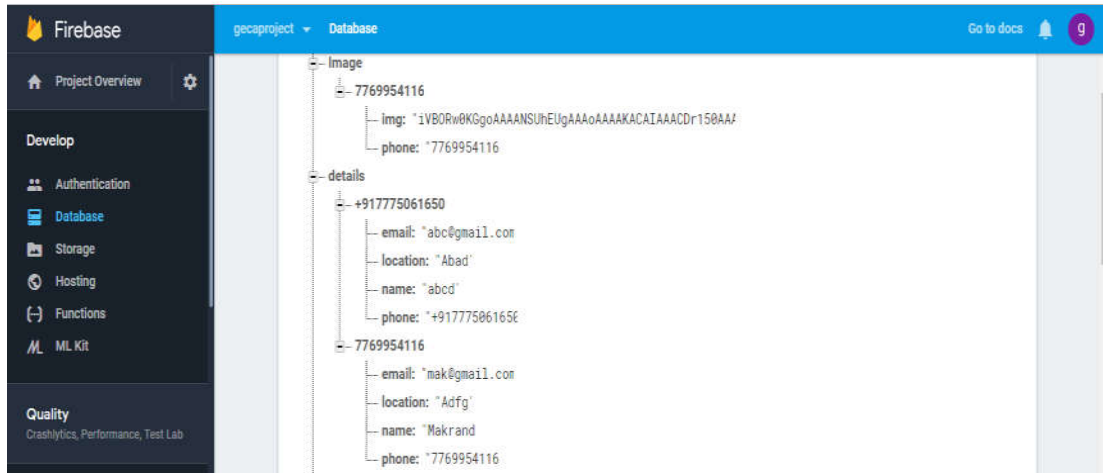 Firebase
gecaproject Database Go to docs g
Project Overview
Develop
Authentication
Database
Storage
Hosting
Functions
ML Kit
Quality
Crashlytics, Performance, Test Lab
Image
7769954116
img: "iVBORw0KGgoAAAANSUhEUgAAAoAAAAKACAIAAACDr150AAA
phone: "7769954116
details
+917775061650
email: "abc@gmail.com
location: "Abad"
name: "abcd"
phone: "+917775061650
7769954116
email: "mak@gmail.com
location: "Adfg"
name: "Makrand
phone: "7769954116